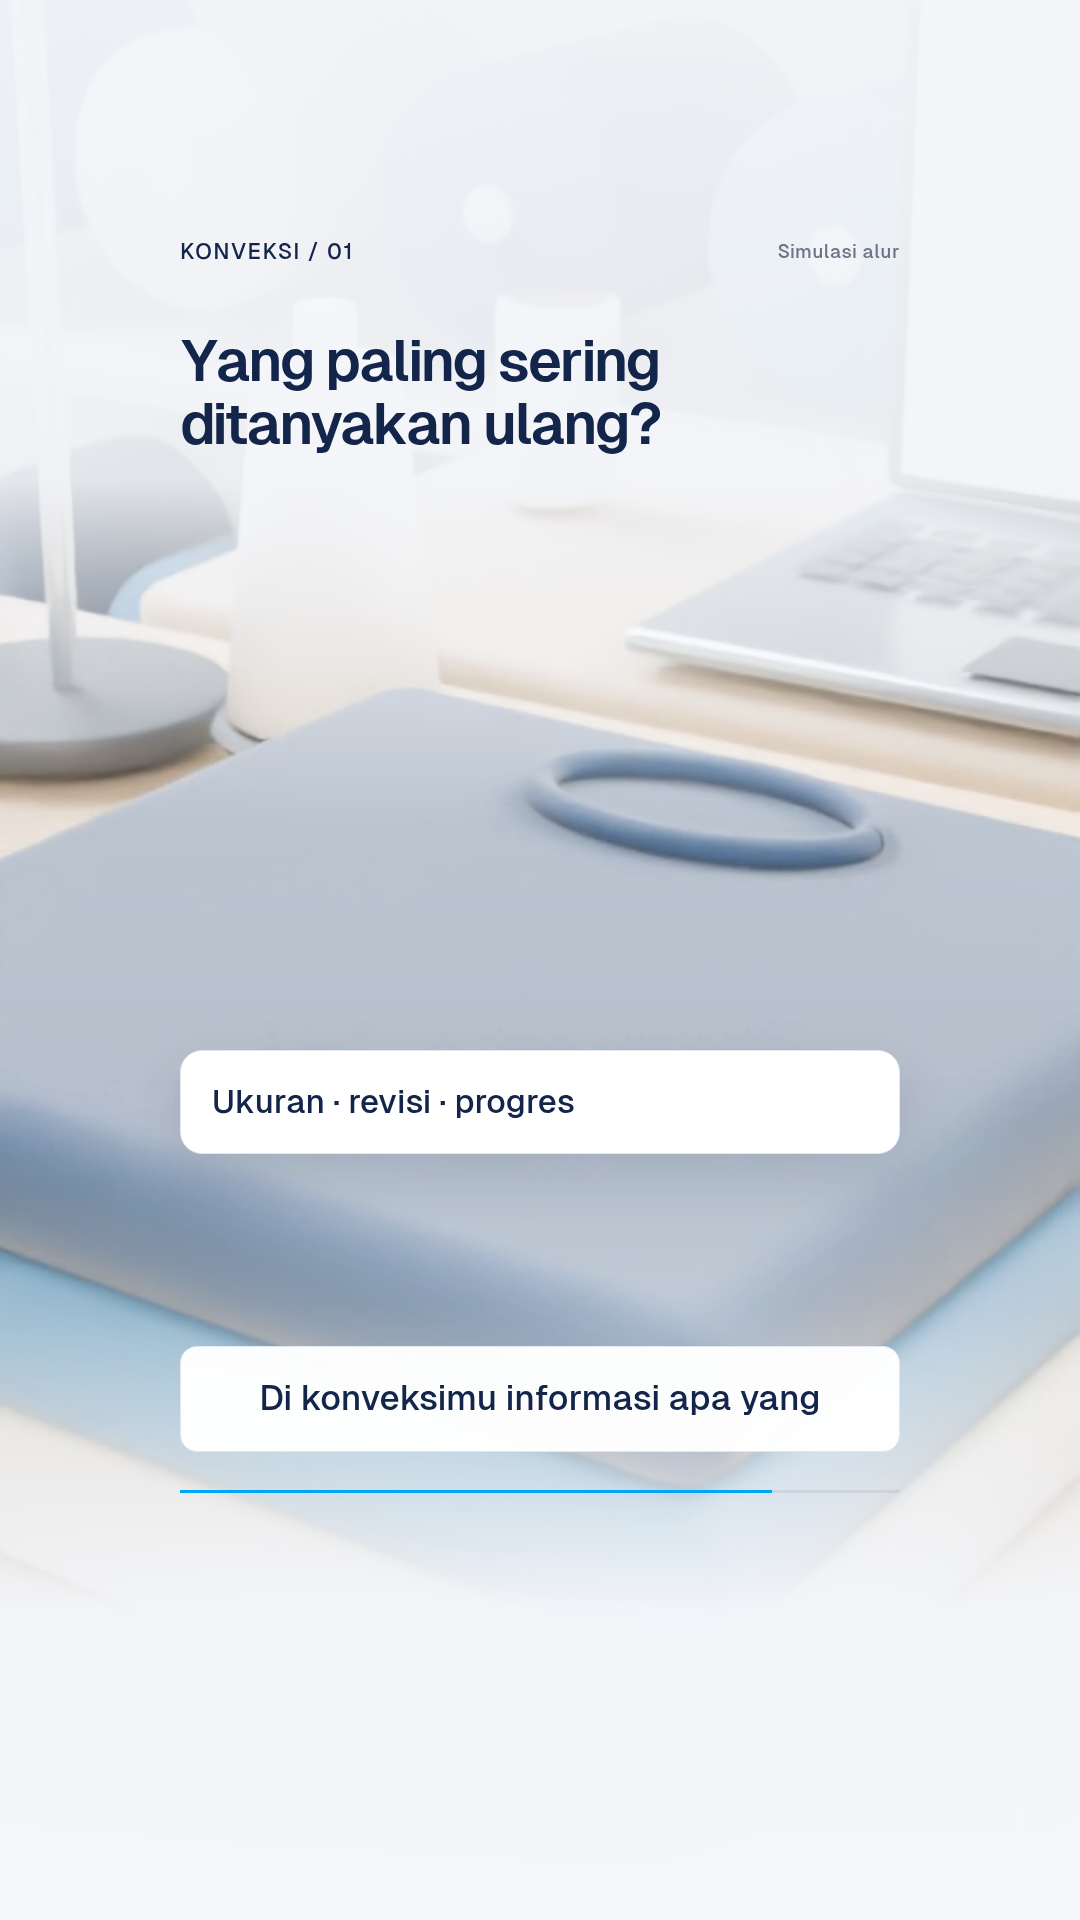 KONVEKSI / 01
Simulasi alur
Yang paling sering
ditanyakan ulang?
Ukuran · revisi · progres
Di konveksimu informasi apa yang